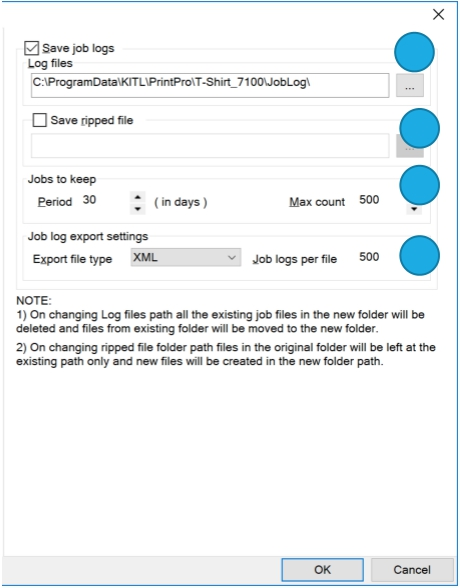 Save job logs
Log files
C:\ProgramData\KITL\PrintPro\T-Shirt_7100\JobLog\
...
Save ripped file
...
Jobs to keep
Period 30 ( in days ) Max count 500
Job log export settings
Export file type XML Job logs per file 500
NOTE:
1) On changing Log files path all the existing job files in the new folder will be
deleted and files from existing folder will be moved to the new folder.
2) On changing ripped file folder path files in the original folder will be left at the
existing path only and new files will be created in the new folder path.
OK Cancel